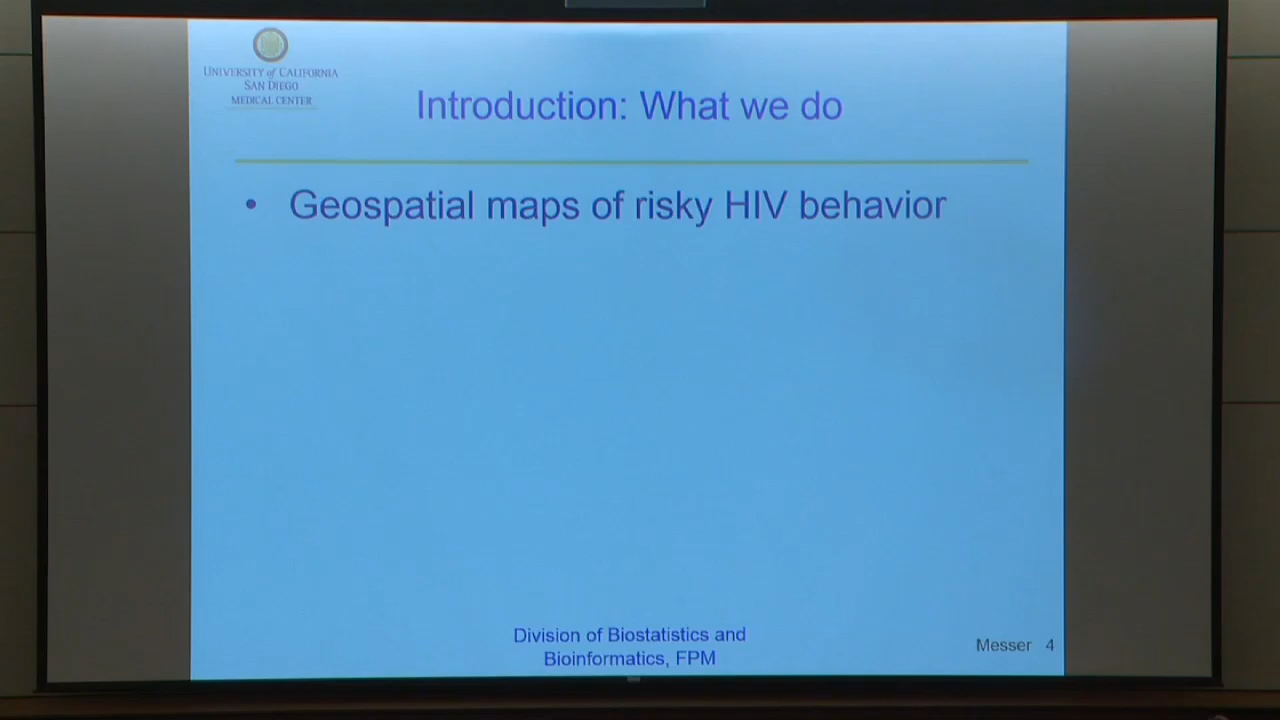 UNIVERSITY of CALIFORNIA
SAN DIEGO
MEDICAL CENTER
Introduction: What we do
• Geospatial maps of risky HIV behavior
Division of Biostatistics and
Bioinformatics, FPM
Messer 4